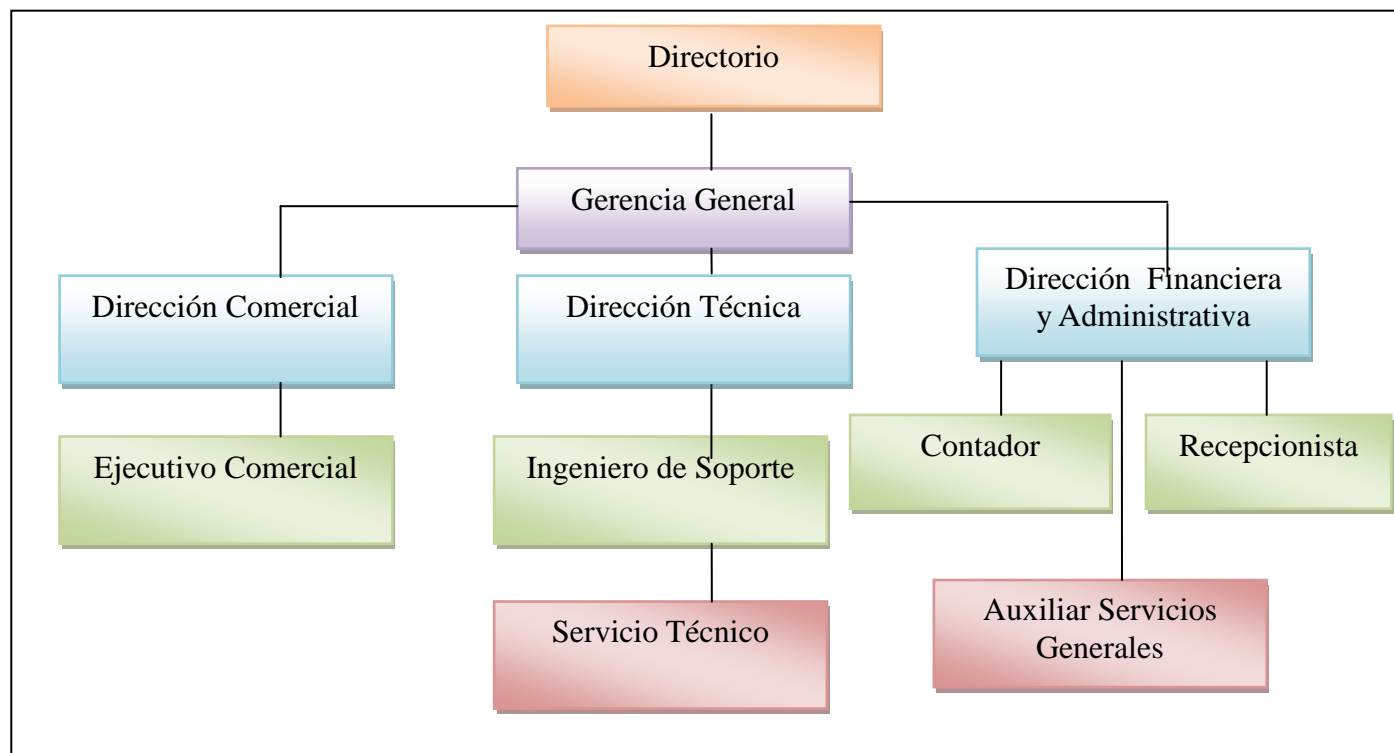 Directorio
Gerencia General
Dirección Comercial
Dirección Técnica
Dirección  Financiera
y Administrativa
Ejecutivo Comercial
Ingeniero de Soporte
Contador
Recepcionista
Servicio Técnico
Auxiliar Servicios
Generales